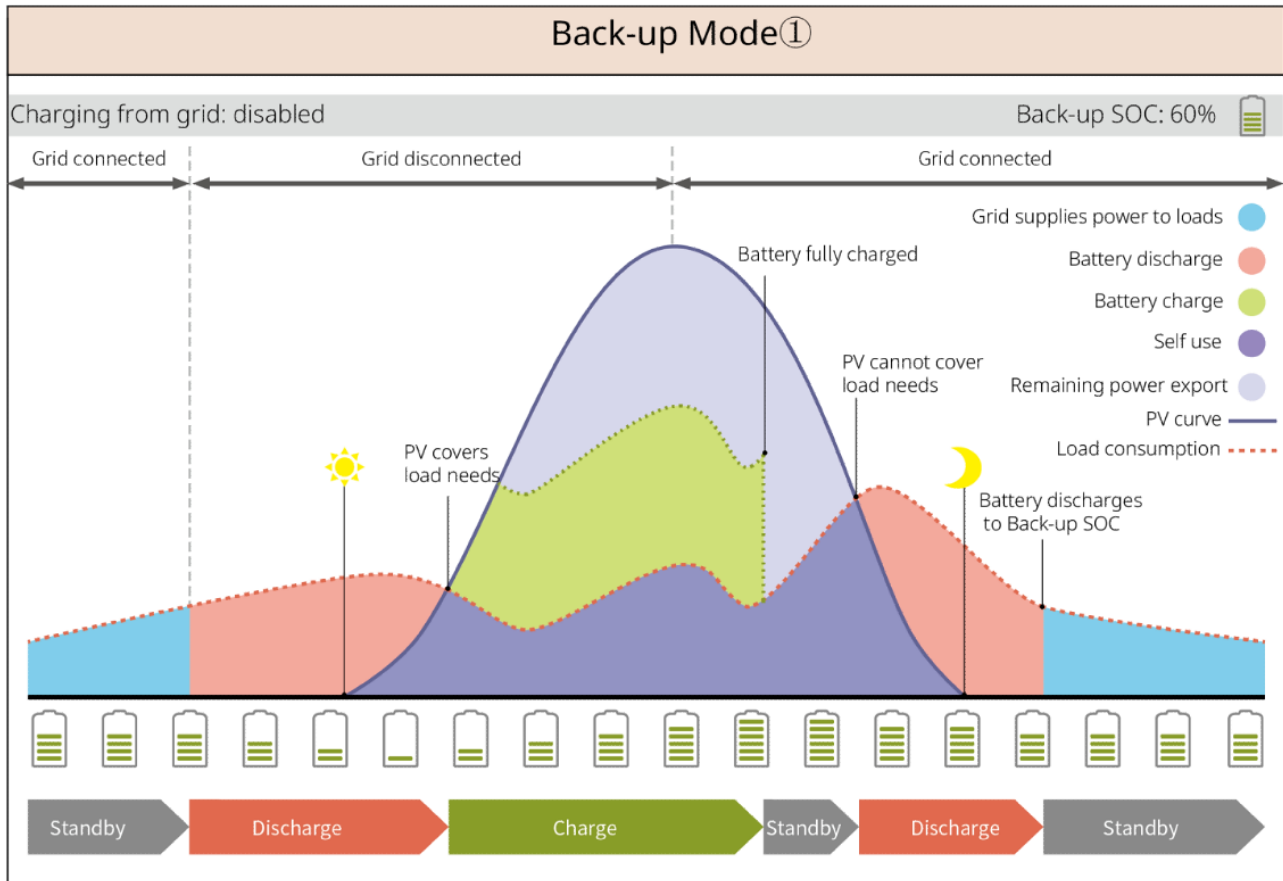 Back-up Mode①
Charging from grid: disabled
Back-up SOC: 60%
Grid connected
Grid disconnected
Grid connected
Grid supplies power to loads
Battery discharge
Battery charge
Self use
Remaining power export
PV curve
Load consumption
Battery fully charged
PV cannot cover
load needs
PV covers
load needs
Battery discharges
to Back-up SOC
Standby
Discharge
Charge
Standby
Discharge
Standby